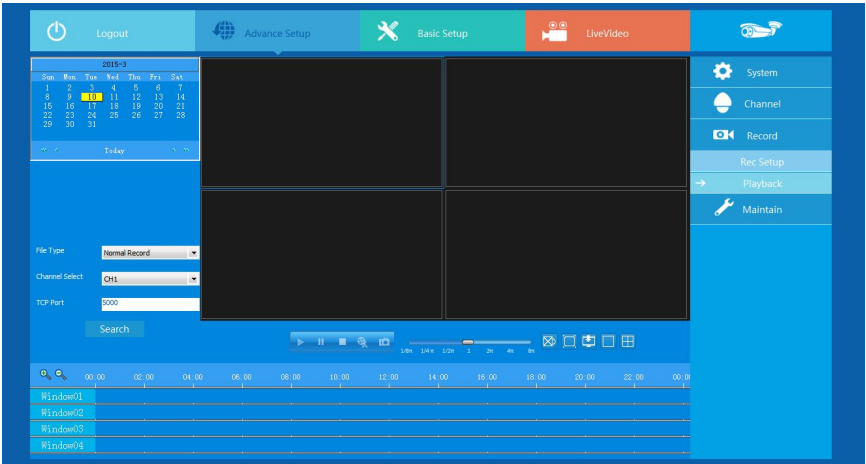 Logout
Advance Setup
Basic Setup
LiveVideo
2015-3
Sun Mon Tue Wed Thu Fri Sat
1 2 3 4 5 6 7
8 9 10 11 12 13 14
15 16 17 18 19 20 21
22 23 24 25 26 27 28
29 30 31
Today
File Type Normal Record
Channel Select CH1
TCP Port 5000
Search
System
Channel
Record
Rec Setup
Playback
Maintain
1/8x 1/4x 1/2x 1 2x 4x 8x
00:00 02:00 04:00 06:00 08:00 10:00 12:00 14:00 16:00 18:00 20:00 22:00 00:0
Window01
Window02
Window03
Window04